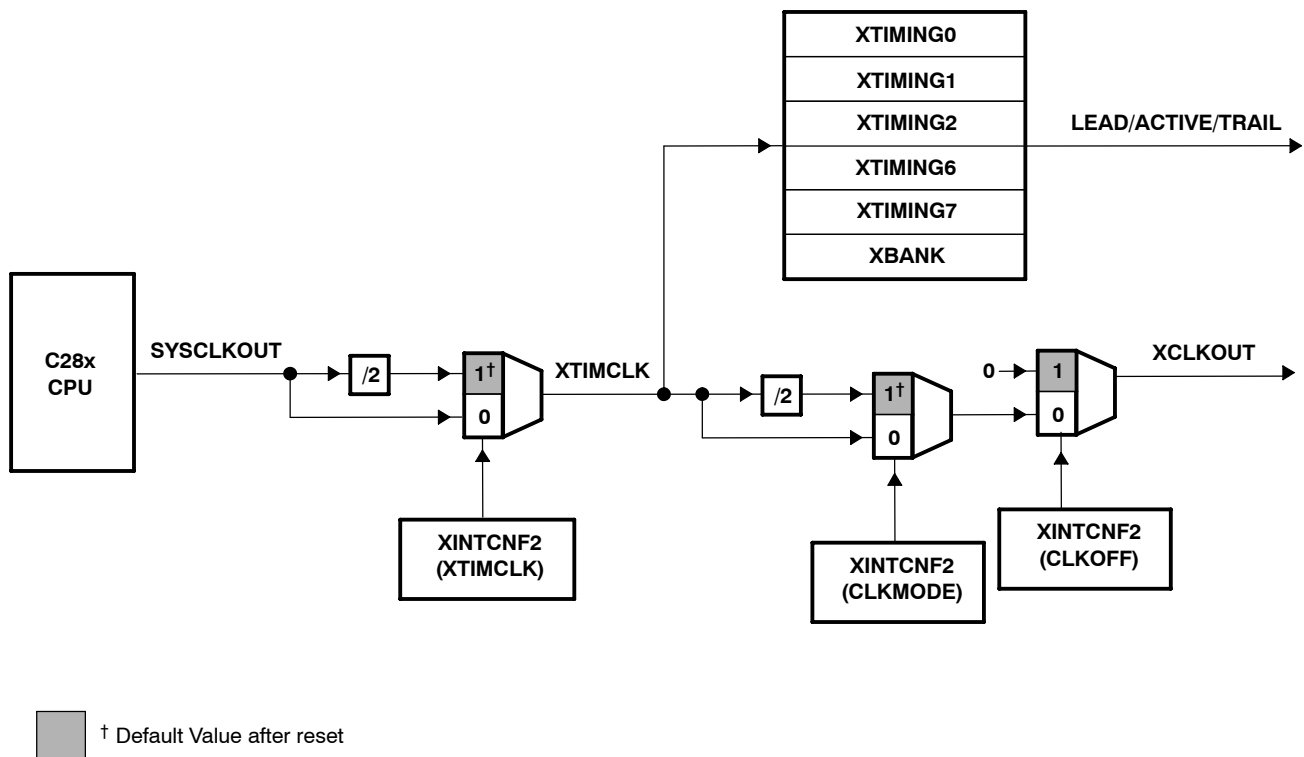 XTIMING0
XTIMING1
XTIMING2
XTIMING6
XTIMING7
XBANK
LEAD/ACTIVE/TRAIL
C28x
CPU
SYSCLKOUT
/2
1†
0
XTIMCLK
/2
1†
0
0
1
0
XCLKOUT
XINTCNF2
(XTIMCLK)
XINTCNF2
(CLKMODE)
XINTCNF2
(CLKOFF)
† Default Value after reset